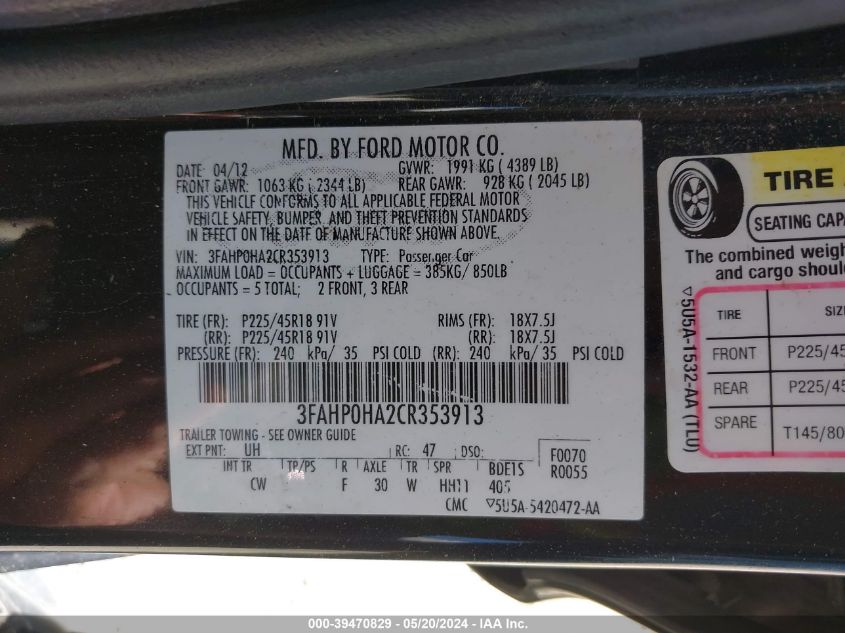 MFD. BY FORD MOTOR CO.
DATE 04/12 GVWR: 1991 KG ( 4389 LB)
FRONT GAWR: 1063 KG ( 2344 LB) REAR GAWR: 928 KG ( 2045 LB)
THIS VEHICLE CONFORMS TO ALL APPLICABLE FEDERAL MOTOR
VEHICLE SAFETY, BUMPER, AND THEFT PREVENTION STANDARDS
IN EFFECT ON THE DATE OF MANUFACTURE SHOWN ABOVE.
VIN: 3FAHP0HA2CR353913 TYPE: Passenger Car
MAXIMUM LOAD = OCCUPANTS + LUGGAGE = 385KG/ 850LB
OCCUPANTS = 5 TOTAL; 2 FRONT, 3 REAR
TIRE (FR): P225/45R18 91V RIMS (FR): 18X7.5J
(RR): P225/45R18 91V (RR): 18X7.5J
PRESSURE (FR): 240 kPa/ 35 PSI COLD (RR): 240 kPa/ 35 PSI COLD
3FAHP0HA2CR353913
TRAILER TOWING - SEE OWNER GUIDE
EXT PNT: UH RC: 47 DSO: F0070
INT TR TP/PS R AXLE TR SPR BDE1S R0055
CW F 30 W HH11 405
CMC ▽5U5A-5420472-AA
TIRE
SEATING CAPA
The combined weigh
and cargo shoul
▽5U5A-1532-AA (TL0)
TIRE SIZ
FRONT P225/45
REAR P225/45
SPARE T145/80
000-39470829 — 05/20/2024 — IAA Inc.